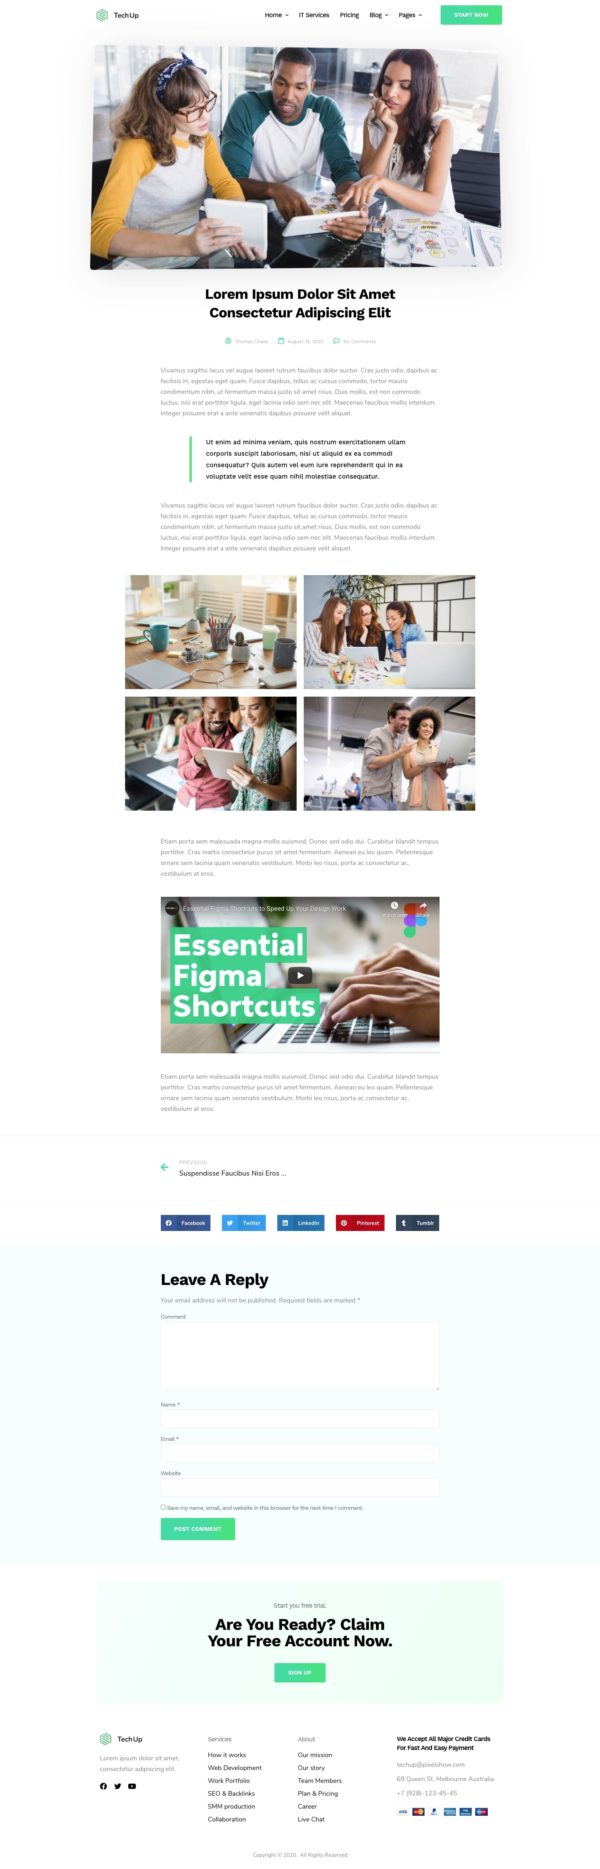 TechUp
Home
IT Services
Pricing
Blog
Pages
START NOW
Lorem Ipsum Dolor Sit Amet
Consectetur Adipiscing Elit
Thomas Chase
August 14, 2020
No Comments
Vivamus sagittis lacus vel augue laoreet rutrum faucibus dolor auctor. Cras justo odio, dapibus ac
facilisis in, egestas eget quam. Fusce dapibus, tellus ac cursus commodo, tortor mauris
condimentum nibh, ut fermentum massa justo sit amet risus. Duis mollis, est non commodo
luctus, nisi erat porttitor ligula, eget lacinia odio sem nec elit. Maecenas faucibus mollis interdum.
Integer posuere erat a ante venenatis dapibus posuere velit aliquet.
Ut enim ad minima veniam, quis nostrum exercitationem ullam
corporis suscipit laboriosam, nisi ut aliquid ex ea commodi
consequatur? Quis autem vel eum iure reprehenderit qui in ea
voluptate velit esse quam nihil molestiae consequatur.
Vivamus sagittis lacus vel augue laoreet rutrum faucibus dolor auctor. Cras justo odio, dapibus ac
facilisis in, egestas eget quam. Fusce dapibus, tellus ac cursus commodo, tortor mauris
condimentum nibh, ut fermentum massa justo sit amet risus. Duis mollis, est non commodo
luctus, nisi erat porttitor ligula, eget lacinia odio sem nec elit. Maecenas faucibus mollis interdum.
Integer posuere erat a ante venenatis dapibus posuere velit aliquet.
Etiam porta sem malesuada magna mollis euismod. Donec sed odio dui. Curabitur blandit tempus
porttitor. Cras mattis consectetur purus sit amet fermentum. Aenean eu leo quam. Pellentesque
ornare sem lacinia quam venenatis vestibulum. Morbi leo risus, porta ac consectetur ac,
vestibulum at eros.
Essential Figma Shortcuts to Speed Up Your Design Work
Essential
Figma
Shortcuts
Etiam porta sem malesuada magna mollis euismod. Donec sed odio dui. Curabitur blandit tempus
porttitor. Cras mattis consectetur purus sit amet fermentum. Aenean eu leo quam. Pellentesque
ornare sem lacinia quam venenatis vestibulum. Morbi leo risus, porta ac consectetur ac,
vestibulum at eros.
PREVIOUS
Suspendisse Faucibus Nisi Eros ...
Facebook
Twitter
LinkedIn
Pinterest
Tumblr
Leave A Reply
Your email address will not be published. Required fields are marked *
Comment
Name *
Email *
Website
Save my name, email, and website in this browser for the next time I comment.
POST COMMENT
Start you free trial.
Are You Ready? Claim
Your Free Account Now.
SIGN UP
TechUp
Lorem ipsum dolor sit amet,
consectetur adipiscing elit.
Services
How it works
Web Development
Work Portfolio
SEO & Backlinks
SMM production
Collaboration
About
Our mission
Our story
Team Members
Plan & Pricing
Career
Live Chat
We Accept All Major Credit Cards
For Fast And Easy Payment
techup@pixelshow.com
69 Queen St, Melbourne Australia
+7 (928)-123-45-45
VISA
Copyright © 2020. All Rights Reserved